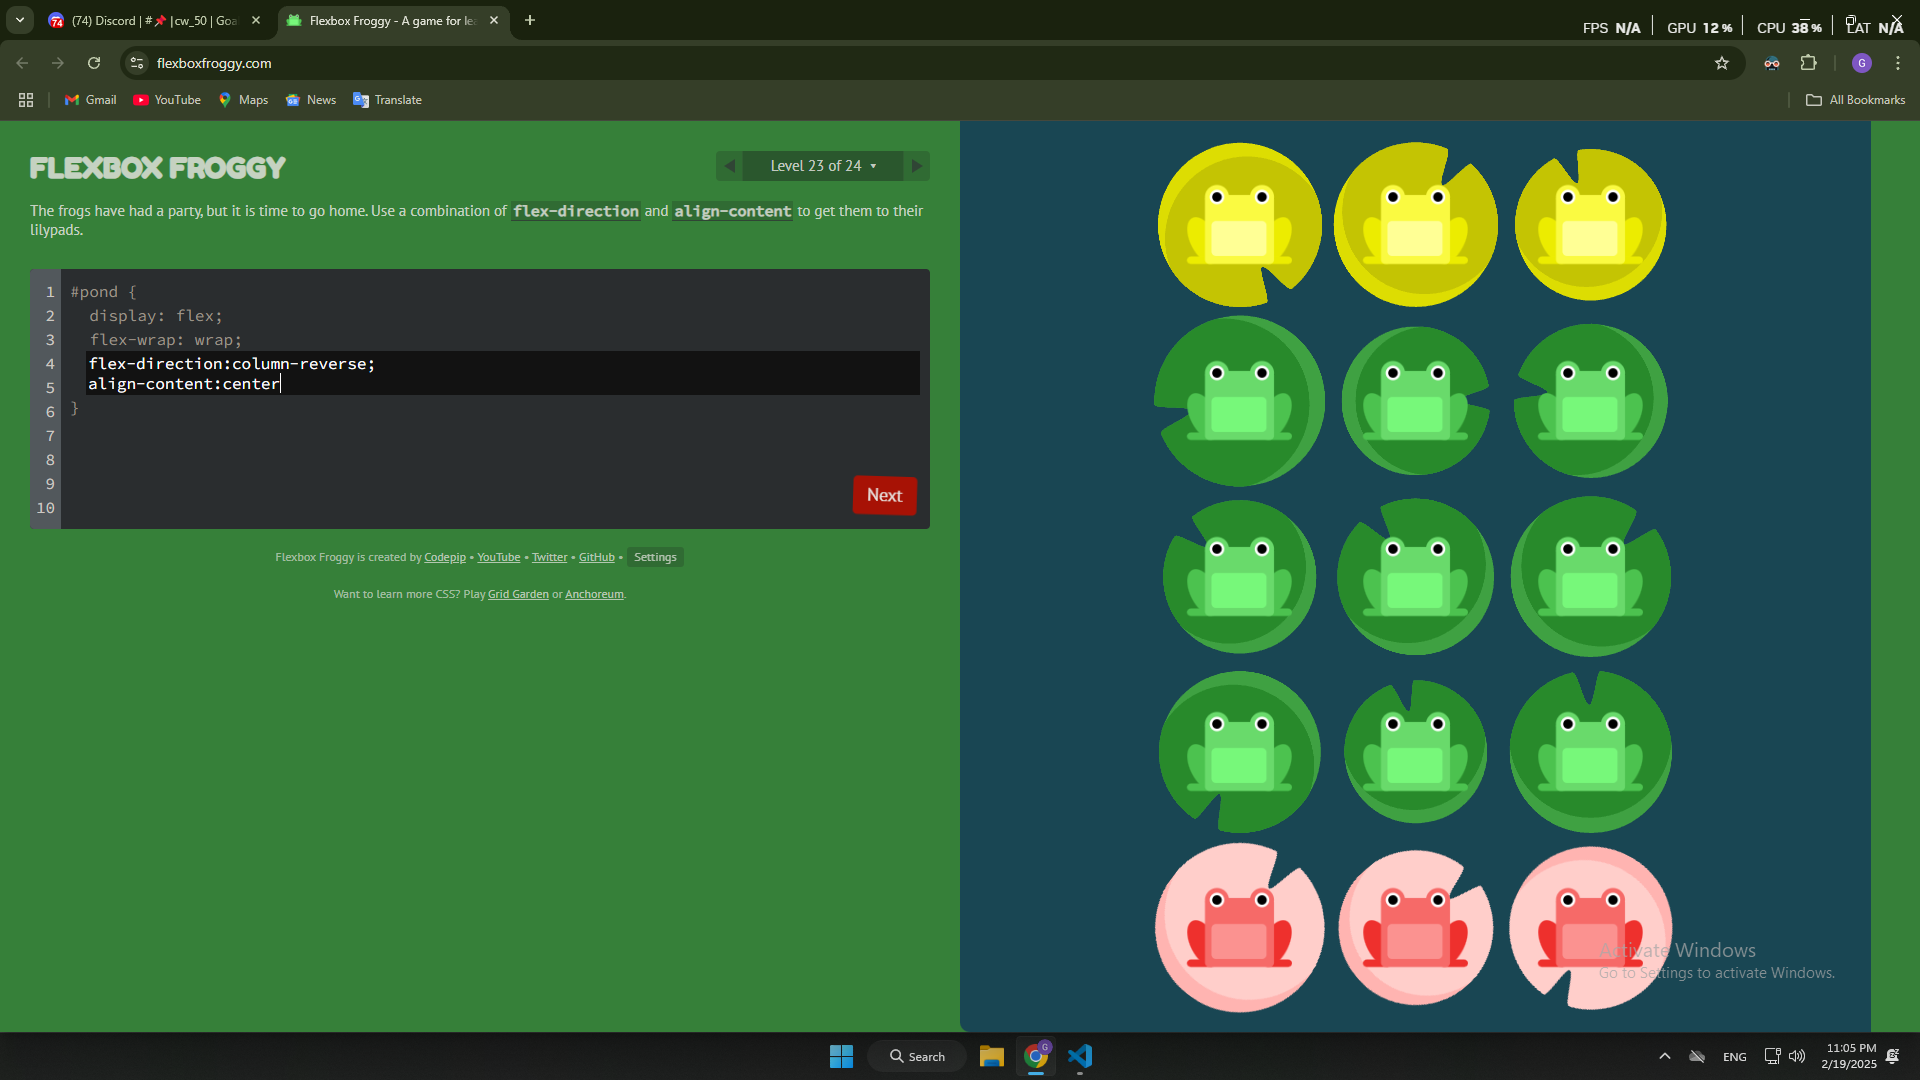 (74) Discord | # | cw_50 | Goa
Flexbox Froggy - A game for le
FPS N/A GPU 12 % CPU 38 % LAT N/A
flexboxfroggy.com
G
Gmail YouTube Maps News Translate
All Bookmarks
FLEXBOX FROGGY
Level 23 of 24
The frogs have had a party, but it is time to go home. Use a combination of flex-direction and align-content to get them to their
lilypads.
1 #pond {
2 display: flex;
3 flex-wrap: wrap;
4 flex-direction:column-reverse;
5 align-content:center
6 }
7
8
9
10
Next
Flexbox Froggy is created by Codepip • YouTube • Twitter • GitHub • Settings
Want to learn more CSS? Play Grid Garden or Anchoreum.
Activate Windows
Go to Settings to activate Windows.
Search
G
ENG
11:05 PM
2/19/2025